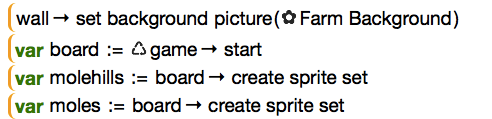 wall → set background picture(✿ Farm Background)
var board := ♺ game → start
var molehills := board → create sprite set
var moles := board → create sprite set